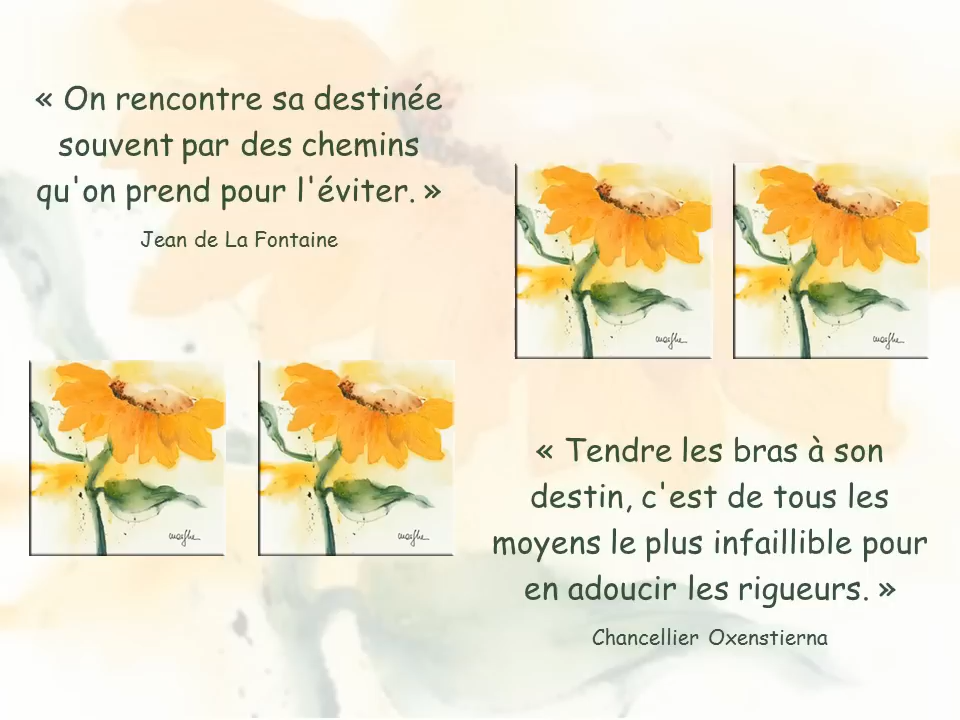 « On rencontre sa destinée
souvent par des chemins
qu'on prend pour l'éviter. »
Jean de La Fontaine
« Tendre les bras à son
destin, c'est de tous les
moyens le plus infaillible pour
en adoucir les rigueurs. »
Chancellier Oxenstierna